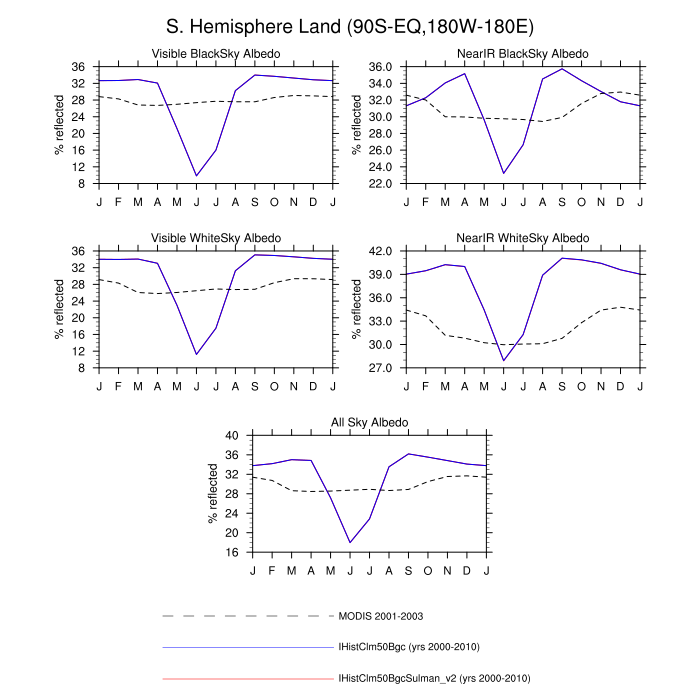 S. Hemisphere Land (90S-EQ,180W-180E)
Visible BlackSky Albedo
% reflected
36
32
28
24
20
16
12
8
J F M A M J J A S O N D J
NearIR BlackSky Albedo
% reflected
36.0
34.0
32.0
30.0
28.0
26.0
24.0
22.0
J F M A M J J A S O N D J
Visible WhiteSky Albedo
% reflected
36
32
28
24
20
16
12
8
J F M A M J J A S O N D J
NearIR WhiteSky Albedo
% reflected
42.0
39.0
36.0
33.0
30.0
27.0
J F M A M J J A S O N D J
All Sky Albedo
% reflected
40
36
32
28
24
20
16
J F M A M J J A S O N D J
MODIS 2001-2003
IHistClm50Bgc (yrs 2000-2010)
IHistClm50BgcSulman_v2 (yrs 2000-2010)